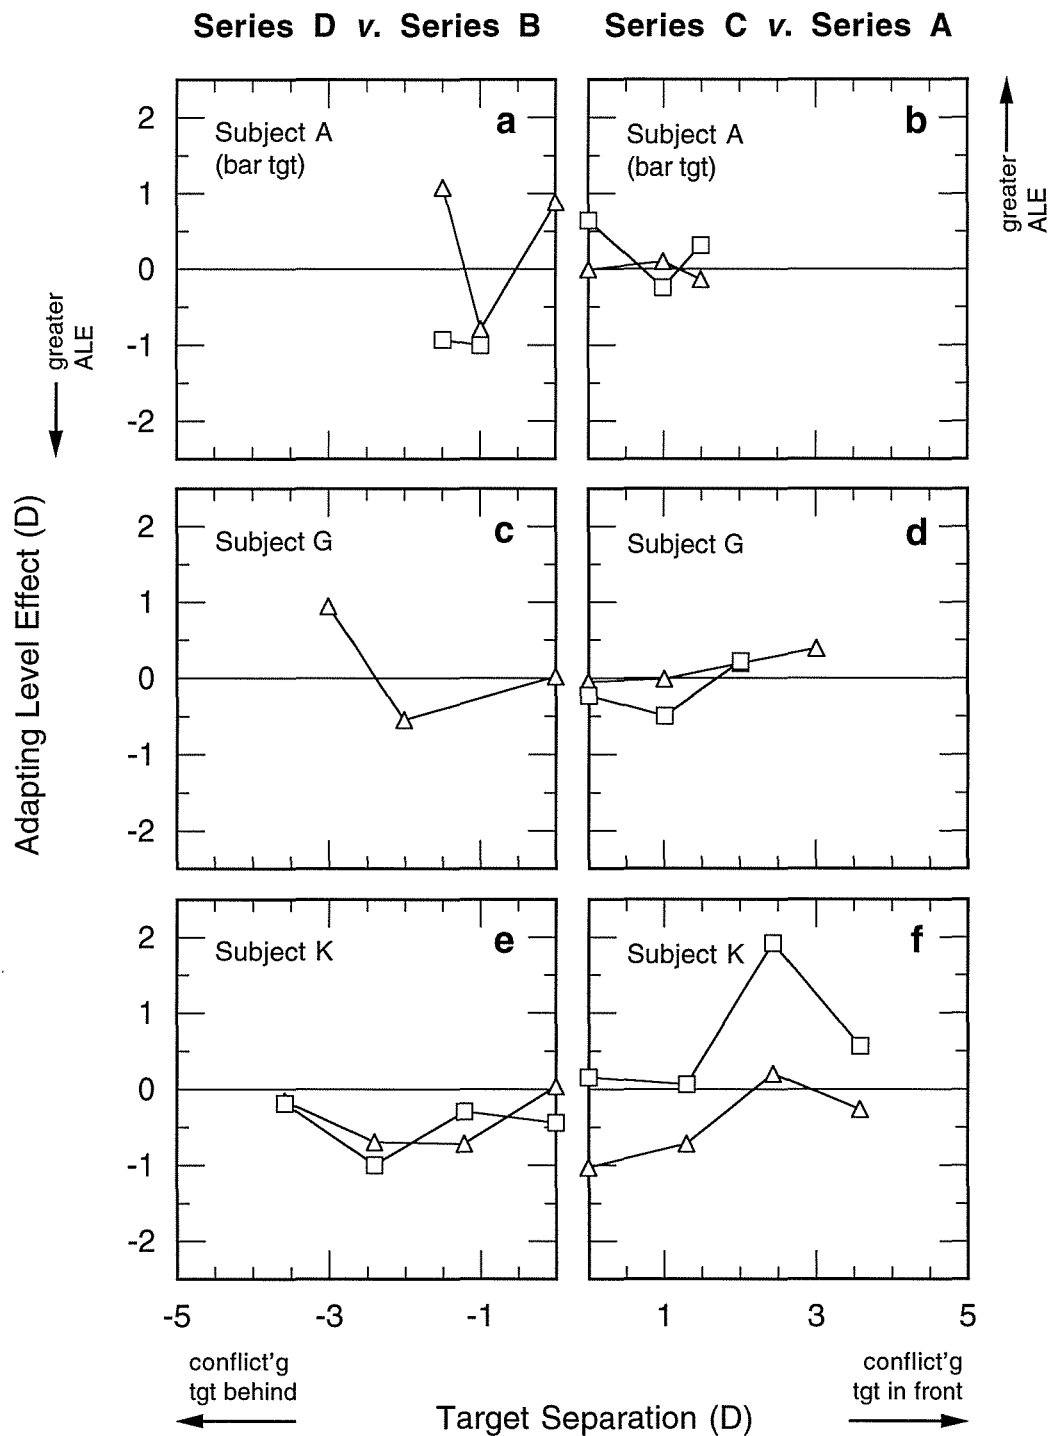 Series D v. Series B
Series C v. Series A
2
1
0
-1
-2
Subject A
(bar tgt)
a
Subject A
(bar tgt)
b
greater
ALE
greater
ALE
Adapting Level Effect (D)
2
1
0
-1
-2
Subject G
c
Subject G
d
2
1
0
-1
-2
Subject K
e
Subject K
f
-5
-3
-1
1
3
5
conflict'g
tgt behind
conflict'g
tgt in front
Target Separation (D)